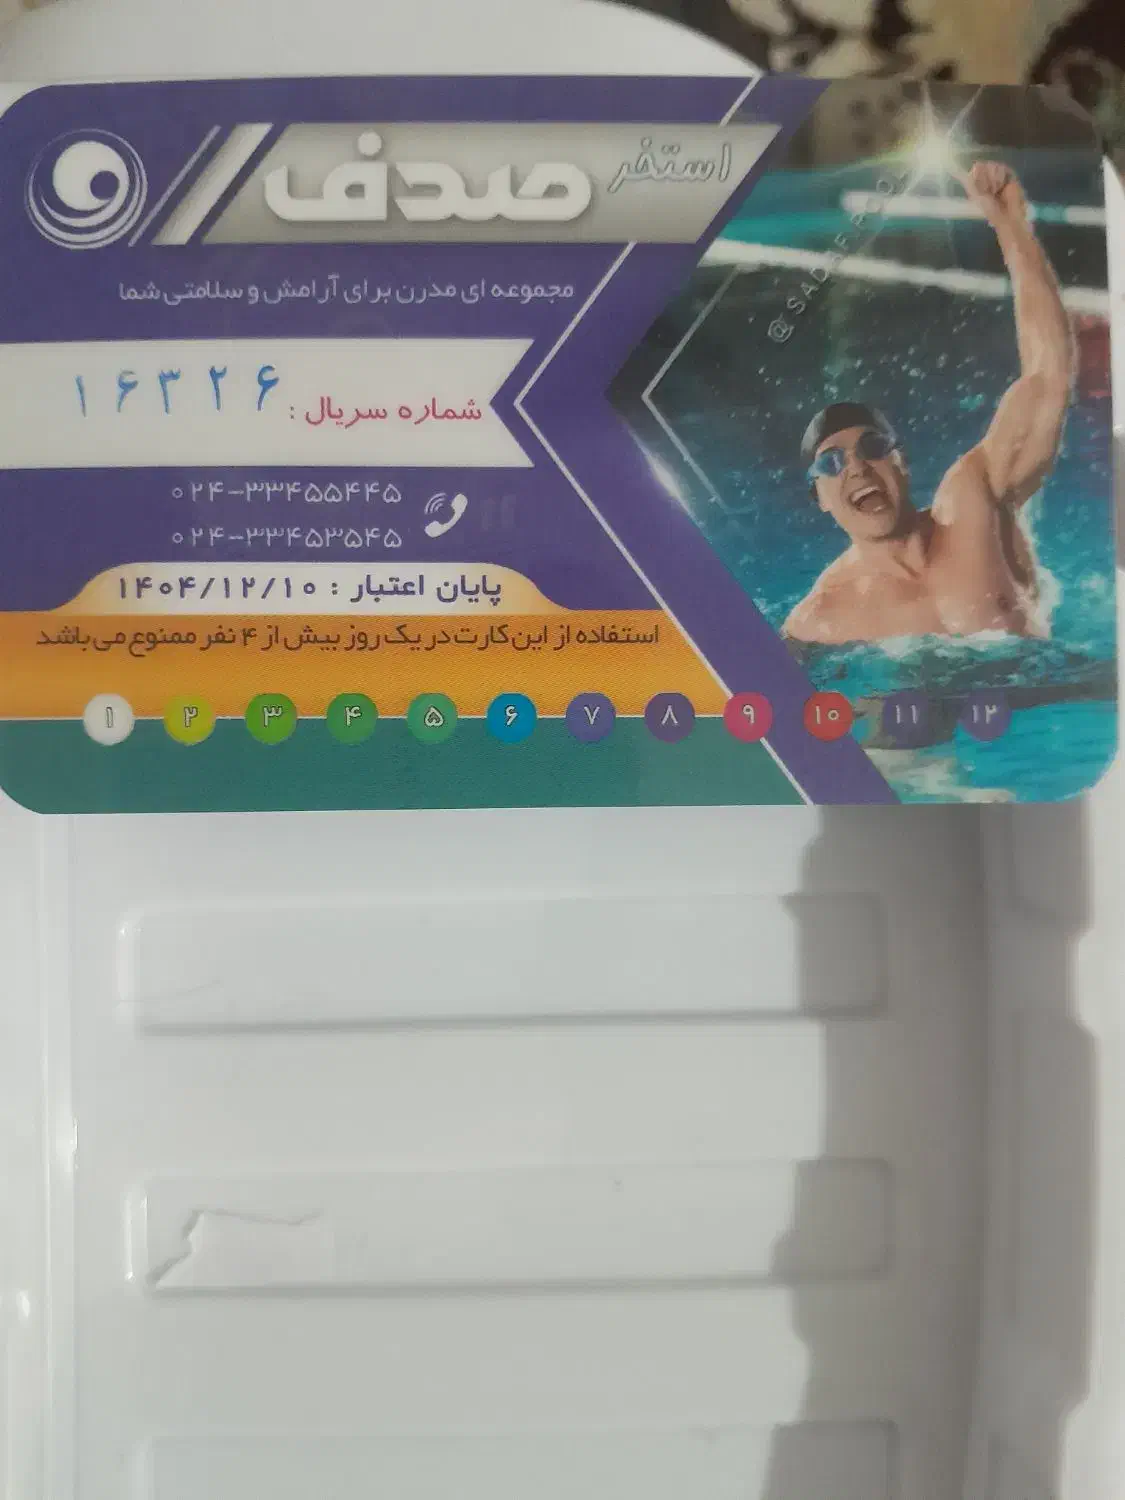 استخر صدف
مجموعه ای مدرن برای آرامش و سلامتی شما
شماره سریال: ۱۶۳۲۶
۰۲۴-۳۳۴۵۵۴۴۵
۰۲۴-۳۳۴۵۳۵۴۵
پایان اعتبار : ۱۴۰۴/۱۲/۱۰
استفاده از این کارت در یک روز بیش از ۴ نفر ممنوع می باشد
۱ ۲ ۳ ۴ ۵ ۶ ۷ ۸ ۹ ۱۰ ۱۱ ۱۲